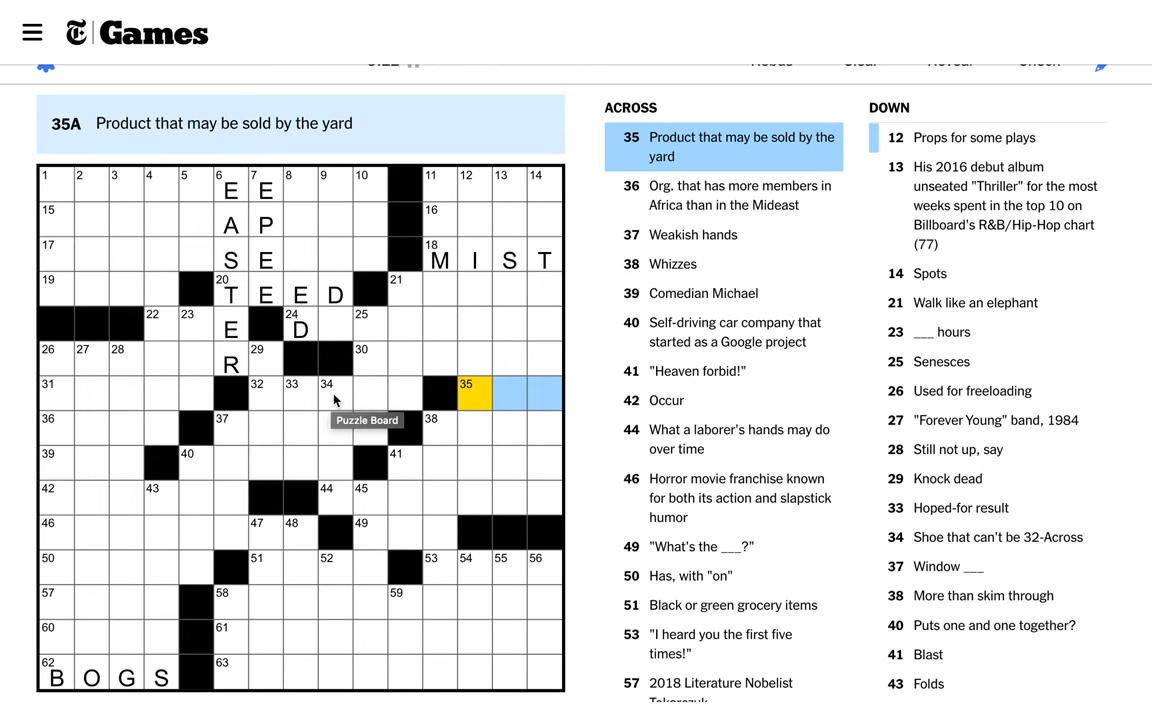 Games
35A Product that may be sold by the yard
ACROSS
35 Product that may be sold by the
yard
36 Org. that has more members in
Africa than in the Mideast
37 Weakish hands
38 Whizzes
39 Comedian Michael
40 Self-driving car company that
started as a Google project
41 "Heaven forbid!"
42 Occur
44 What a laborer's hands may do
over time
46 Horror movie franchise known
for both its action and slapstick
humor
49 "What's the ___?"
50 Has, with "on"
51 Black or green grocery items
53 "I heard you the first five
times!"
57 2018 Literature Nobelist
DOWN
12 Props for some plays
13 His 2016 debut album
unseated "Thriller" for the most
weeks spent in the top 10 on
Billboard's R&B/Hip-Hop chart
(77)
14 Spots
21 Walk like an elephant
23 ___ hours
25 Senesces
26 Used for freeloading
27 "Forever Young" band, 1984
28 Still not up, say
29 Knock dead
33 Hoped-for result
34 Shoe that can't be 32-Across
37 Window ___
38 More than skim through
40 Puts one and one together?
41 Blast
43 Folds
1 2 3 4 5 6 7 8 9 10 11 12 13 14
E E
15 16
A P
17 18
S E M I S T
19 20 21
T E E D
22 23 24 25
E D
26 27 28 29 30
R
31 32 33 34 35
Puzzle Board
36 37 38
39 40 41
42 43 44 45
46 47 48 49
50 51 52 53 54 55 56
57 58 59
60 61
62 63
B O G S